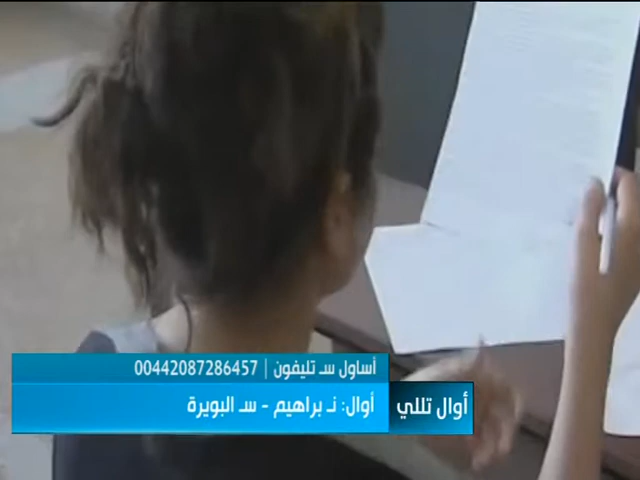 أساول سـ تليفون | 00442087286457
أوال تللي
أوال: نـ براهيم - سـ البويرة